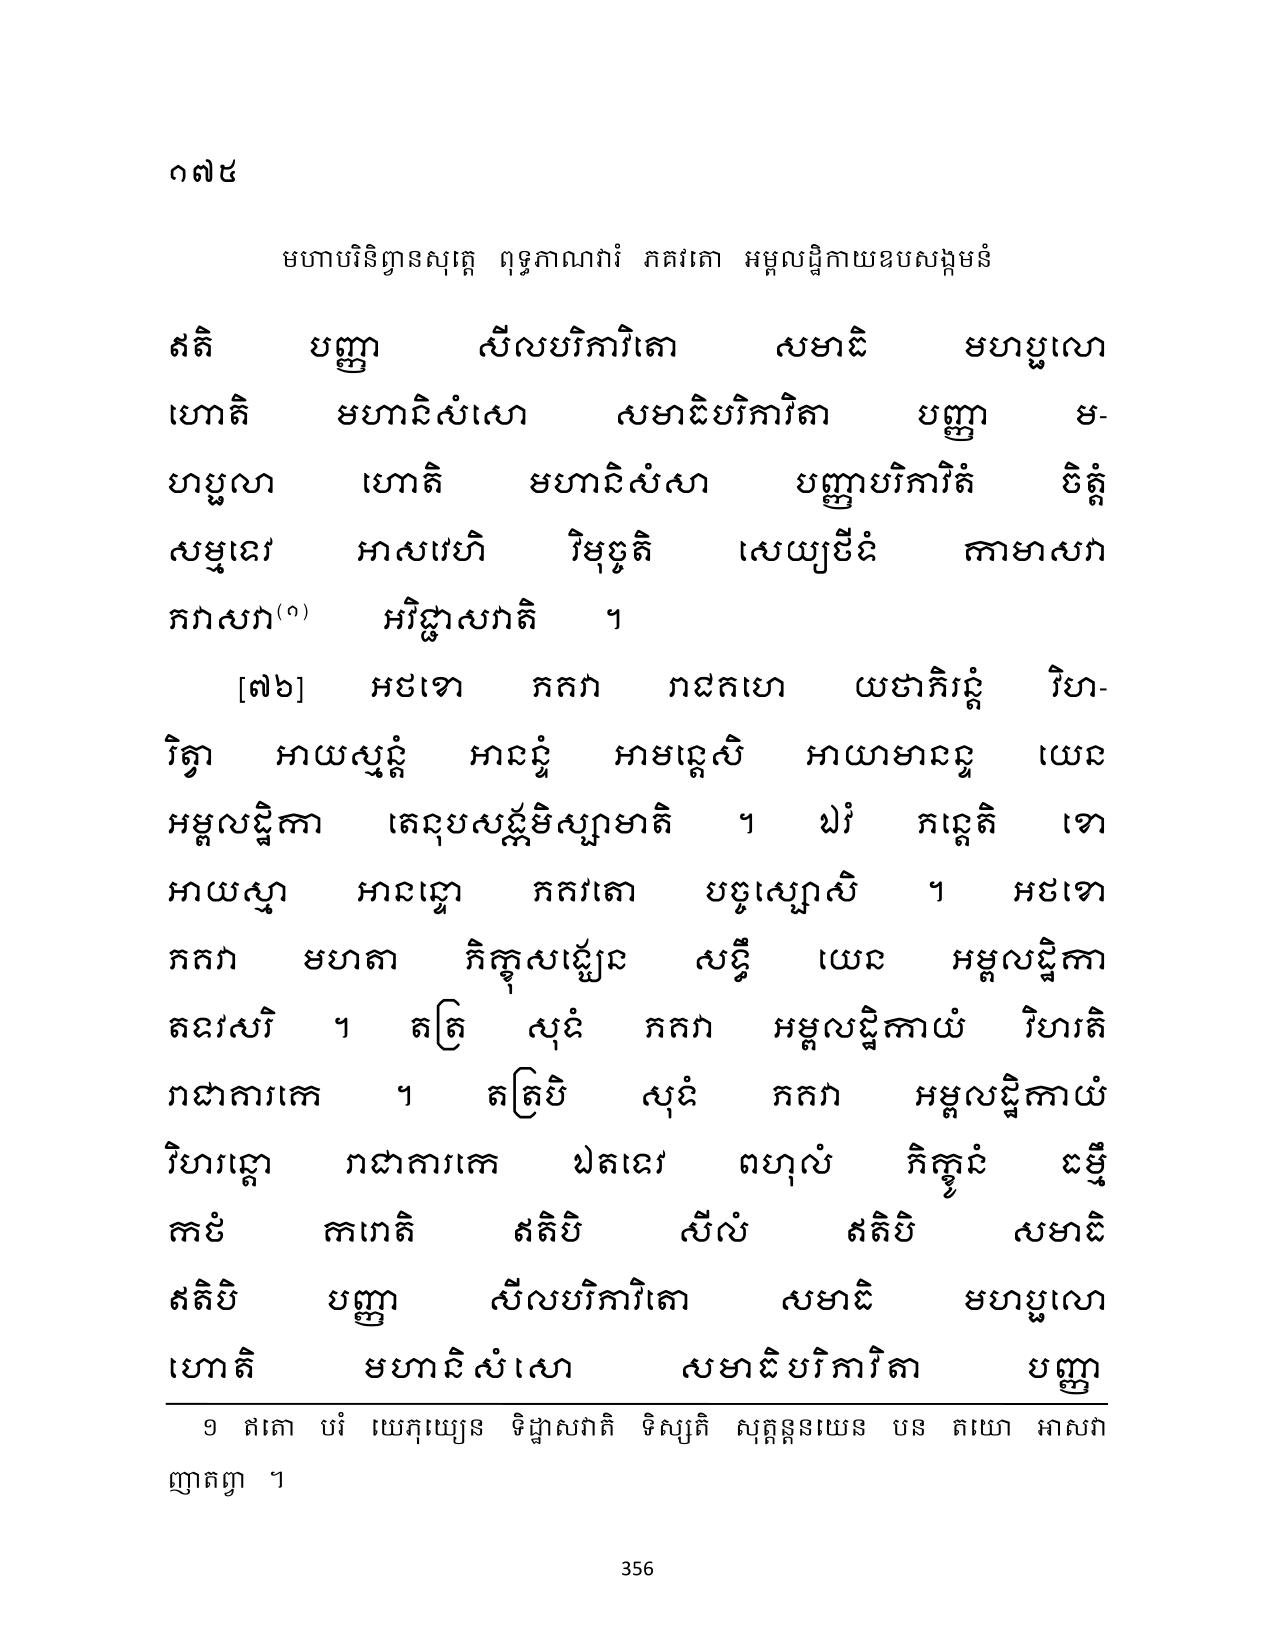 ១៧៥
មហាបរិនិព្វានសុត្តេ ពុទ្ធភាណវារំ ភគវតោ អម្ពលដ្ឋិកាយឧបសង្កមនំ
ឥតិ បញ្ញា សីលបរិភាវិតោ សមាធិ មហប្ផលោ
ហោតិ មហានិសំសោ សមាធិបរិភាវិតា បញ្ញា ម-
ហប្ផលា ហោតិ មហានិសំសា បញ្ញាបរិភាវិតំ ចិត្តំ
សម្មទេវ អាសវេហិ វិមុច្ចតិ សេយ្យថីទំ កាមាសវា
ភវាសវា(១) អវិជ្ជាសវាតិ ។
[៧៦] អថខោ ភគវា រាជគហេ យថាភិរន្តំ វិហ-
រិត្វា អាយស្មន្តំ អានន្ទំ អាមន្តេសិ អាយាមានន្ទ យេន
អម្ពលដ្ឋិកា តេនុបសង្កមិស្សាមាតិ ។ ឯវំ ភន្តេតិ ខោ
អាយស្មា អានន្ទោ ភគវតោ បច្ចស្សោសិ ។ អថខោ
ភគវា មហតា ភិក្ខុសង្ឃេន សទ្ធឹ យេន អម្ពលដ្ឋិកា
តទវសរិ ។ តត្រ សុទំ ភគវា អម្ពលដ្ឋិកាយំ វិហរតិ
រាជាគារកេ ។ តត្របិ សុទំ ភគវា អម្ពលដ្ឋិកាយំ
វិហរន្តោ រាជាគារកេ ឯតទេវ ពហុលំ ភិក្ខូនំ ធម្មឹ
កថំ ករោតិ ឥតិបិ សីលំ ឥតិបិ សមាធិ
ឥតិបិ បញ្ញា សីលបរិភាវិតោ សមាធិ មហប្ផលោ
ហោតិ មហានិសំសោ សមាធិបរិភាវិតា បញ្ញា
១ ឥតោ បរំ យេភុយ្យេន ទិដ្ឋាសវាតិ ទិស្សតិ សុត្តន្តនយេន បន តយោ អាសវា
ញាតព្វា ។
356